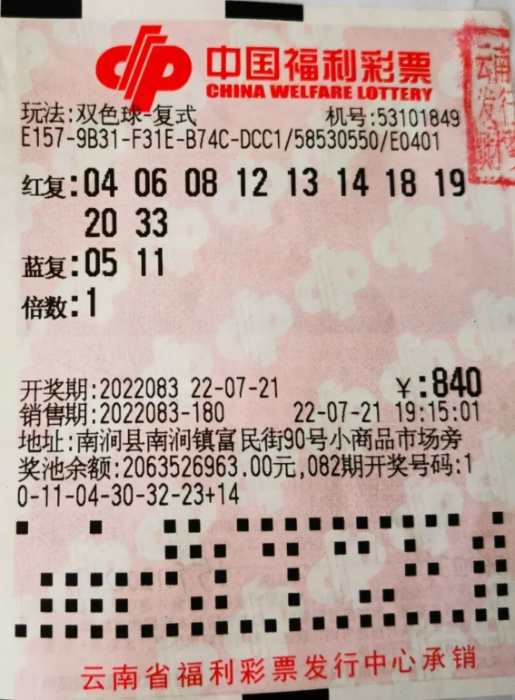 中国福利彩票
CHINA WELFARE LOTTERY
云南
发行
玩法:双色球-复式 机号:53101849
E157-9B31-F31E-B74C-DCC1/58530550/E0401
红复:04 06 08 12 13 14 18 19
20 33
蓝复:05 11
倍数:1
开奖期:2022083 22-07-21 ¥:840
销售期:2022083-180 22-07-21 19:15:01
地址:南涧县南涧镇富民街90号小商品市场旁
奖池余额:2063526963.00元,082期开奖号码:1
0-11-04-30-32-23+14
云南省福利彩票发行中心承销